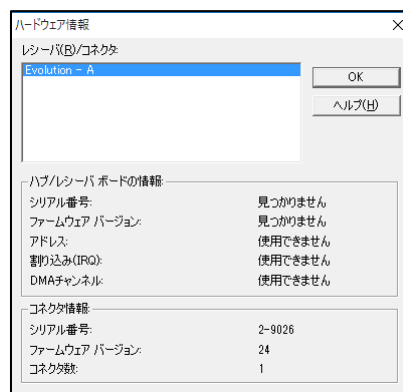 ハードウェア情報
レシーバ(R)/コネクタ
Evolution - A
OK
ヘルプ(H)
ハブ/レシーバ ボードの情報:
シリアル番号: 見つかりません
ファームウェア バージョン: 見つかりません
アドレス: 使用できません
割り込み(IRQ): 使用できません
DMAチャンネル: 使用できません
コネクタ情報:
シリアル番号: 2-9026
ファームウェア バージョン: 24
コネクタ数: 1